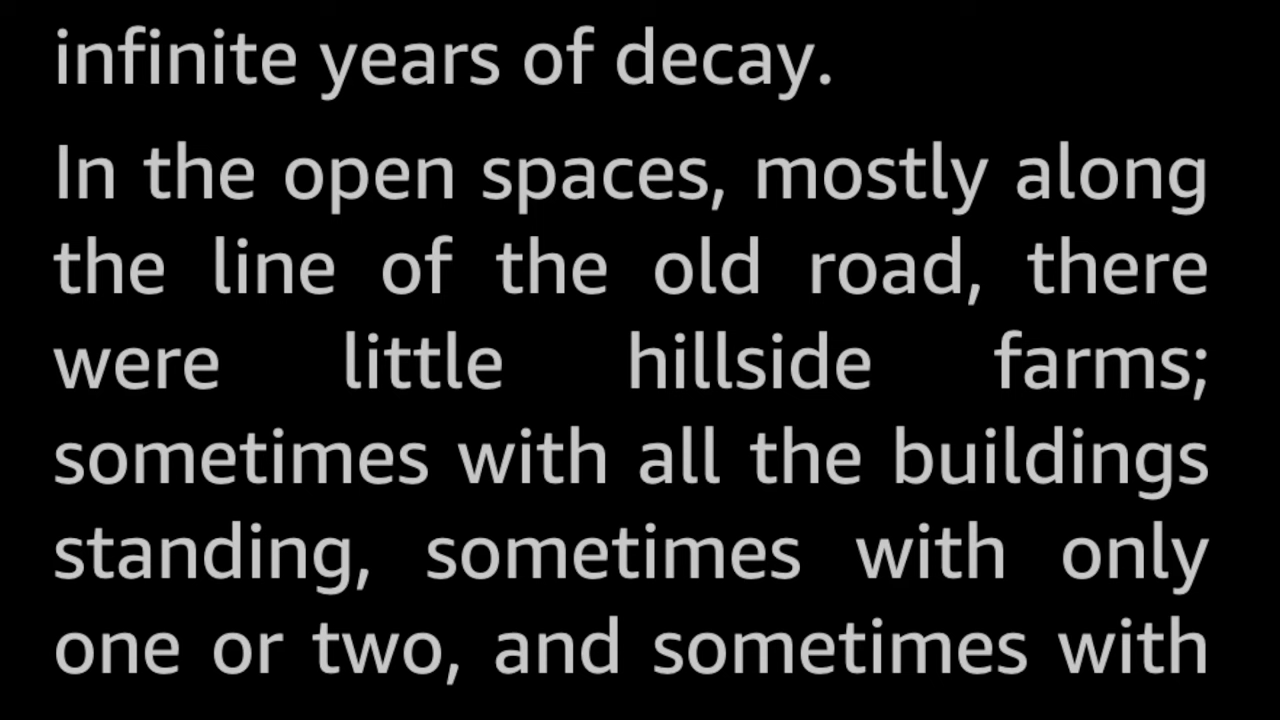 infinite years of decay.
In the open spaces, mostly along
the line of the old road, there
were little hillside farms;
sometimes with all the buildings
standing, sometimes with only
one or two, and sometimes with